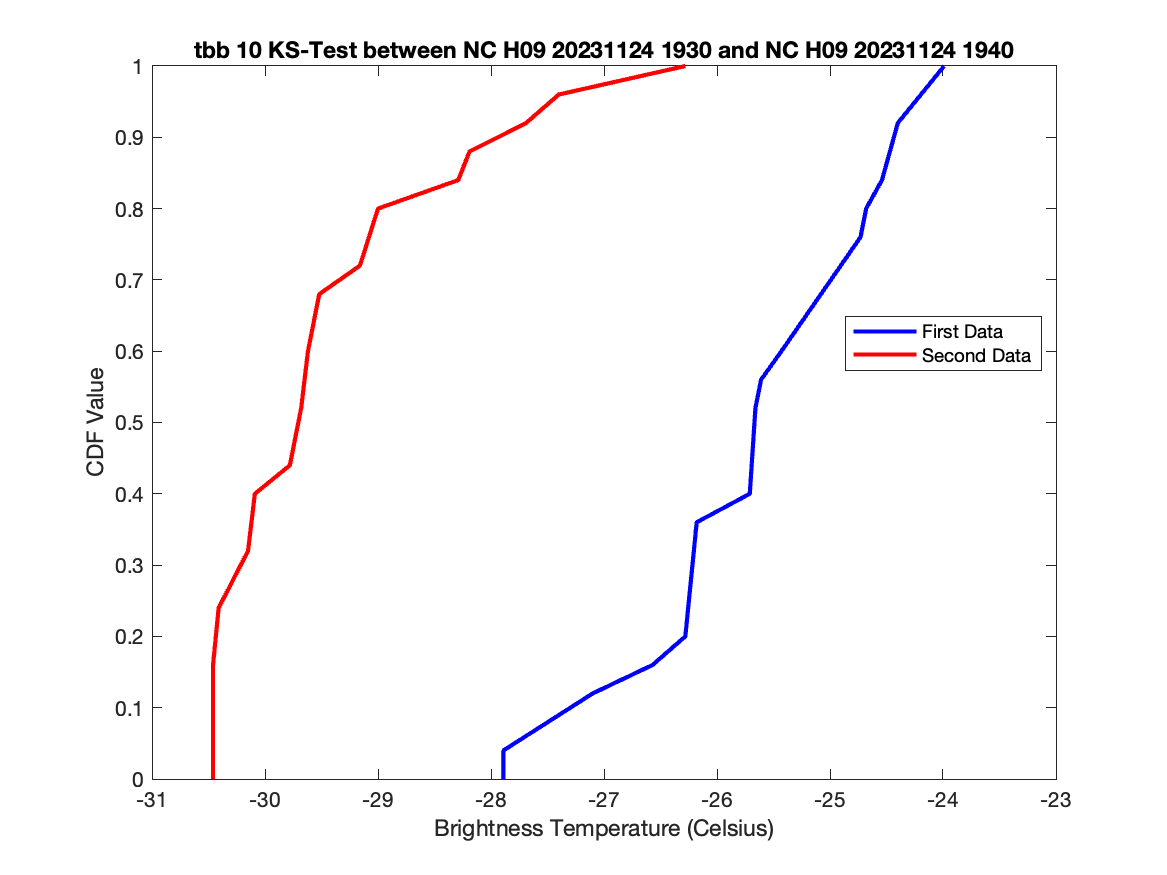 tbb 10 KS-Test between NC H09 20231124 1930 and NC H09 20231124 1940
1
0.9
0.8
0.7
0.6
0.5
0.4
0.3
0.2
0.1
0
CDF Value
First Data
Second Data
-31 -30 -29 -28 -27 -26 -25 -24 -23
Brightness Temperature (Celsius)